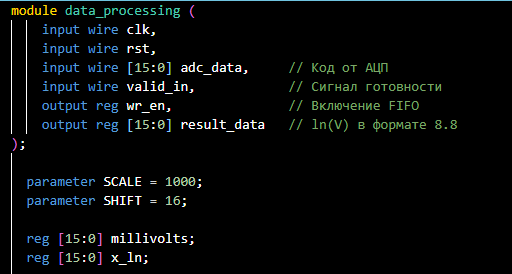 module data_processing (
input wire clk,
input wire rst,
input wire [15:0] adc_data, // Код от АЦП
input wire valid_in, // Сигнал готовности
output reg wr_en, // Включение FIFO
output reg [15:0] result_data // ln(V) в формате 8.8
);
parameter SCALE = 1000;
parameter SHIFT = 16;
reg [15:0] millivolts;
reg [15:0] x_ln;